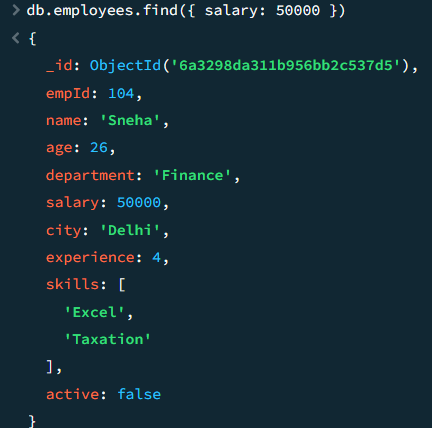 > db.employees.find({ salary: 50000 })
< {
_id: ObjectId('6a3298da311b956bb2c537d5'),
empId: 104,
name: 'Sneha',
age: 26,
department: 'Finance',
salary: 50000,
city: 'Delhi',
experience: 4,
skills: [
'Excel',
'Taxation'
],
active: false
}